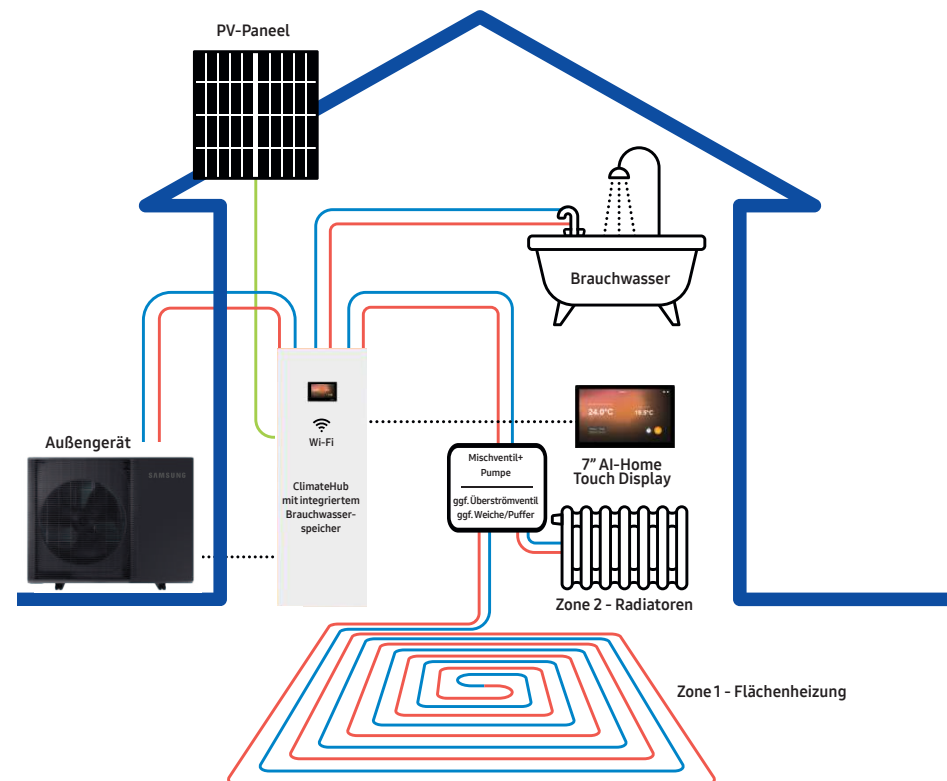 PV-Paneel
Brauchwasser
Außengerät
SAMSUNG
Wi-Fi
ClimateHub
mit integriertem
Brauchwasser-
speicher
24.0°C
19.9°C
7” AI-Home
Touch Display
Mischventil+
Pumpe
ggf. Überströmventil
ggf. Weiche/Puffer
Zone 2 - Radiatoren
Zone 1 - Flächenheizung